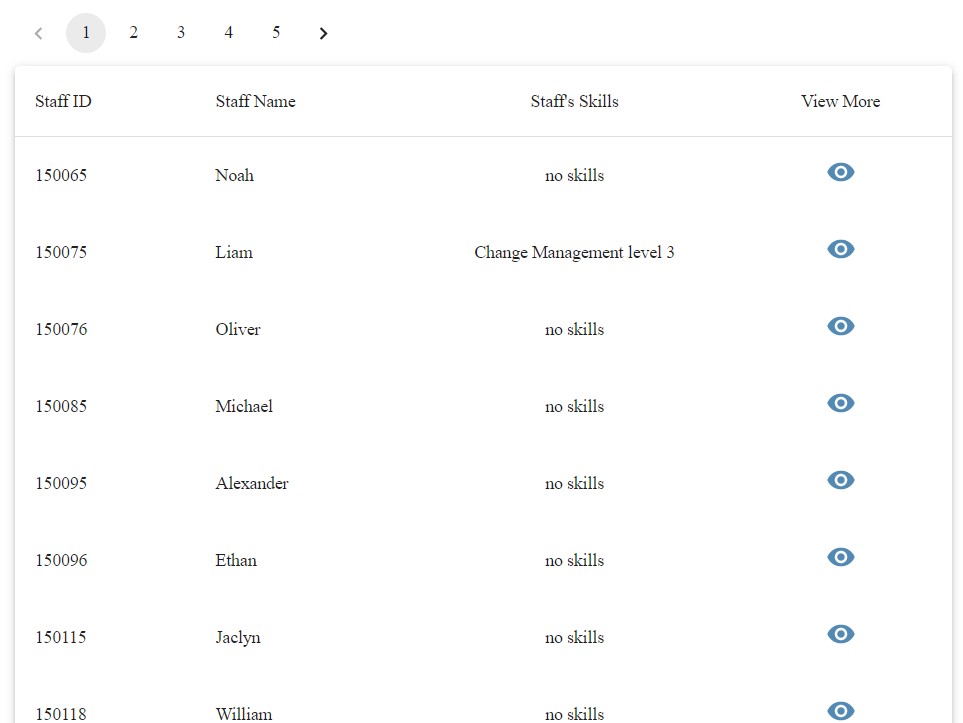 1 2 3 4 5
Staff ID Staff Name Staff's Skills View More
150065 Noah no skills
150075 Liam Change Management level 3
150076 Oliver no skills
150085 Michael no skills
150095 Alexander no skills
150096 Ethan no skills
150115 Jaclyn no skills
150118 William no skills